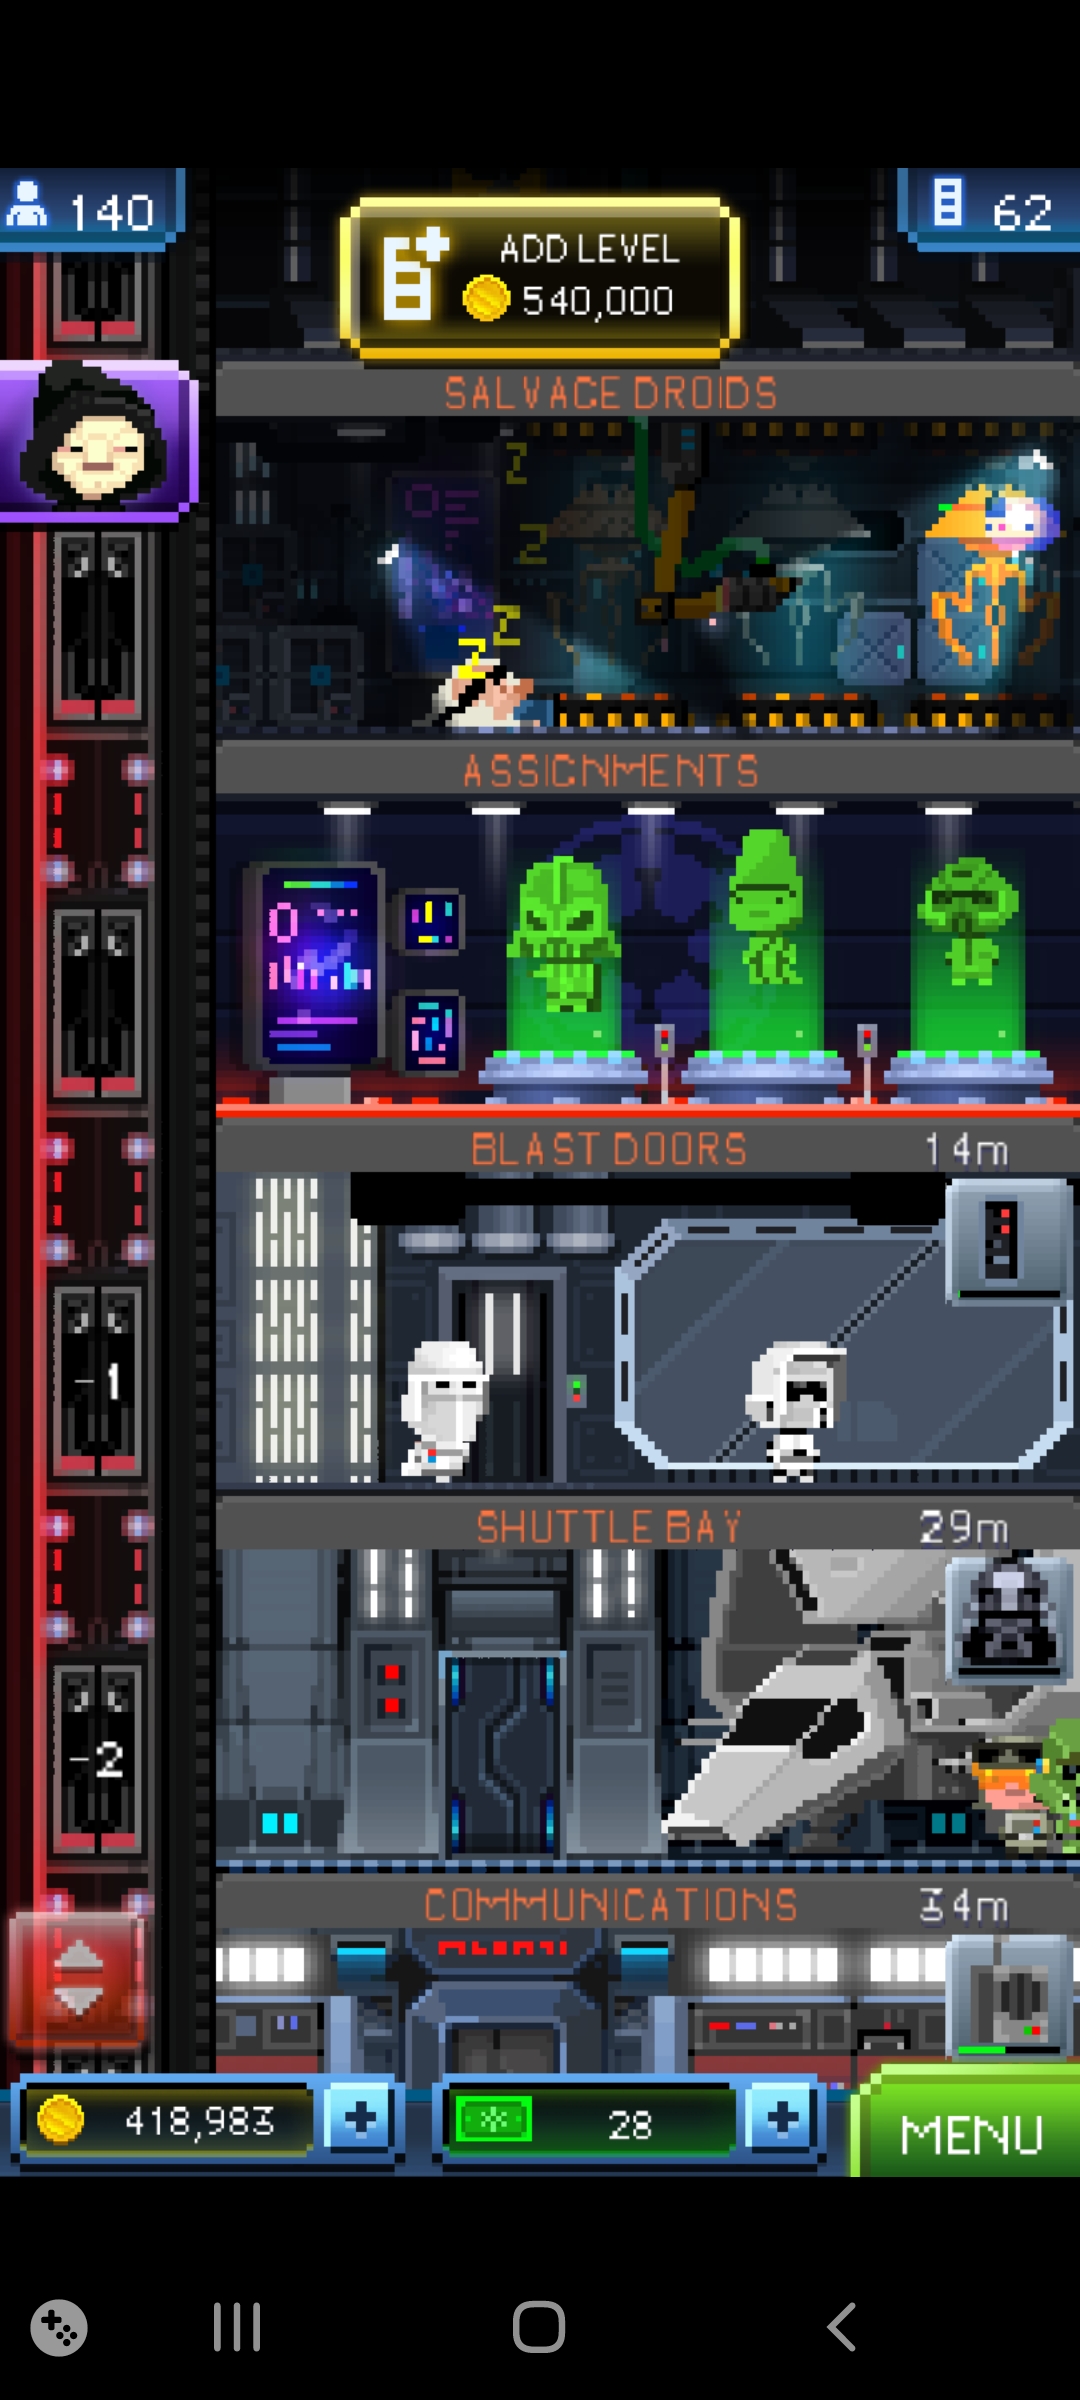 140
62
ADD LEVEL
540,000
SALVAGE DROIDS
Z
Z
Z
Z
ASSIGNMENTS
BLAST DOORS 14m
-1
SHUTTLE BAY 29m
-2
COMMUNICATIONS 34m
418,983
28
MENU